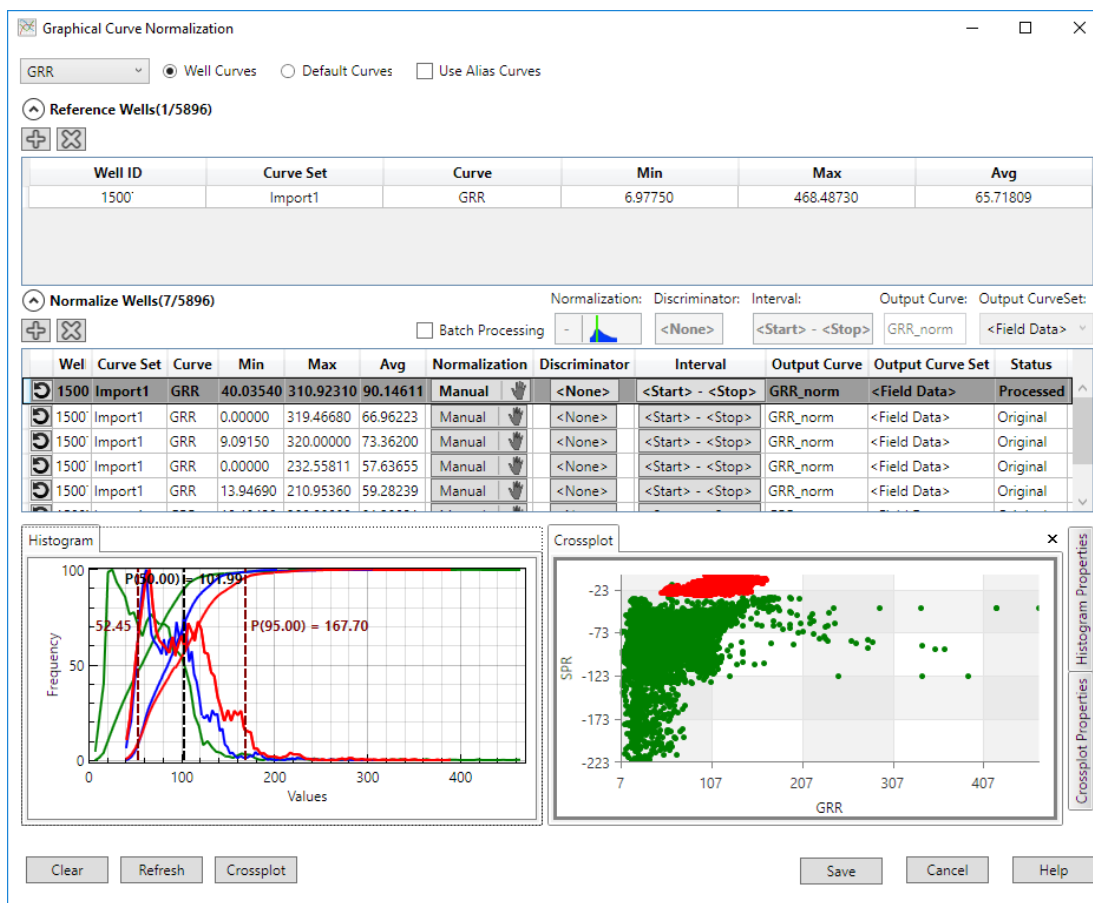 Graphical Curve Normalization
GRR Well Curves Default Curves Use Alias Curves
Reference Wells(1/5896)
Well ID Curve Set Curve Min Max Avg
1500 Import1 GRR 6.97750 468.48730 65.71809
Normalize Wells(7/5896) Normalization: Discriminator: Interval: Output Curve: Output CurveSet:
Batch Processing - <None> <Start> - <Stop> GRR_norm <Field Data>
Wel Curve Set Curve Min Max Avg Normalization Discriminator Interval Output Curve Output Curve Set Status
1500 Import1 GRR 40.03540 310.92310 90.14611 Manual <None> <Start> - <Stop> GRR_norm <Field Data> Processed
1500 Import1 GRR 0.00000 319.46680 66.96223 Manual <None> <Start> - <Stop> GRR_norm <Field Data> Original
1500 Import1 GRR 9.09150 320.00000 73.36200 Manual <None> <Start> - <Stop> GRR_norm <Field Data> Original
1500 Import1 GRR 0.00000 232.55811 57.63655 Manual <None> <Start> - <Stop> GRR_norm <Field Data> Original
1500 Import1 GRR 13.94690 210.95360 59.28239 Manual <None> <Start> - <Stop> GRR_norm <Field Data> Original
Histogram
100
50
0
Frequency
P(50.00) = 101.99
52.45
P(95.00) = 167.70
0 100 200 300 400
Values
Crossplot
-23
-73
-123
-173
-223
SPR
7 107 207 307 407
GRR
Histogram Properties
Crossplot Properties
Clear Refresh Crossplot Save Cancel Help